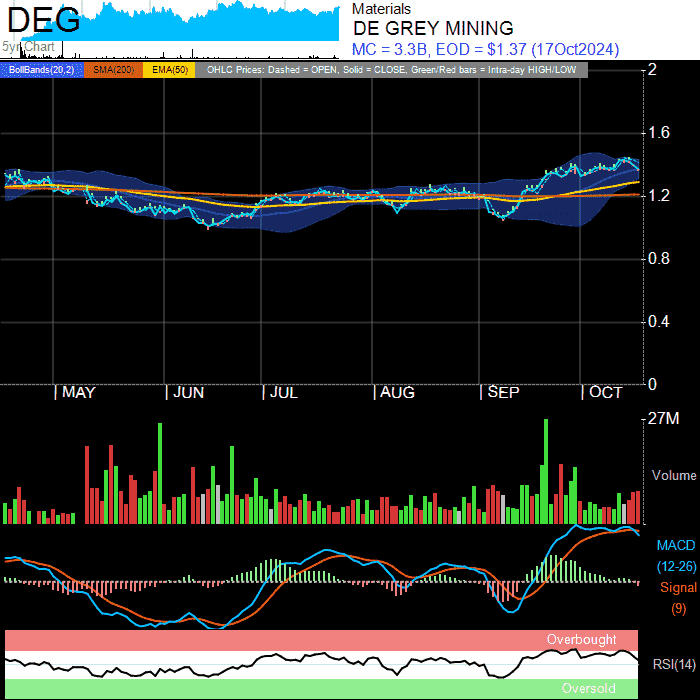 DEG
5yr Chart
Materials
DE GREY MINING
MC = 3.3B, EOD = $1.37 (17Oct2024)
BollBands(20,2) SMA(200) EMA(50) OHLC Prices: Dashed = OPEN, Solid = CLOSE, Green/Red bars = Intra-day HIGH/LOW
2
1.6
1.2
0.8
0.4
0
MAY JUN JUL AUG SEP OCT
27M
Volume
MACD
(12-26)
Signal
(9)
Overbought
RSI(14)
Oversold